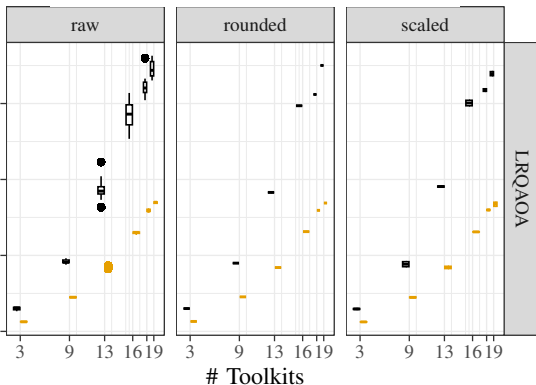 raw rounded scaled
LRQAOA
3 9 13 16 19 3 9 13 16 19 3 9 13 16 19
# Toolkits